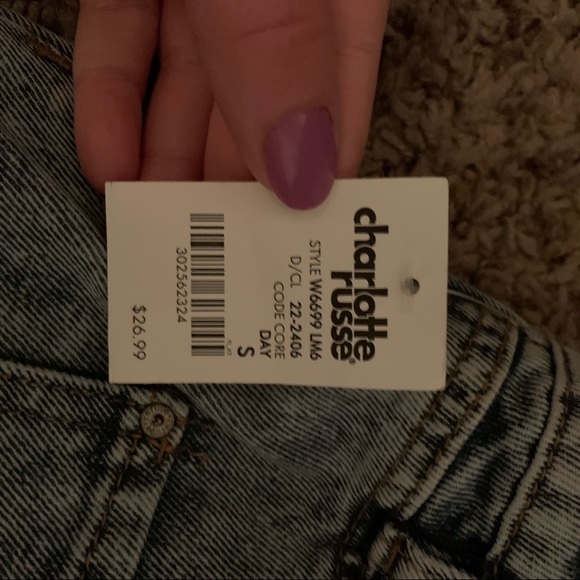 charlotte
russe®
STYLE W6699 LM6
D/CL 22-2406
CODE CORE
DAY
S
302562324
$26.99